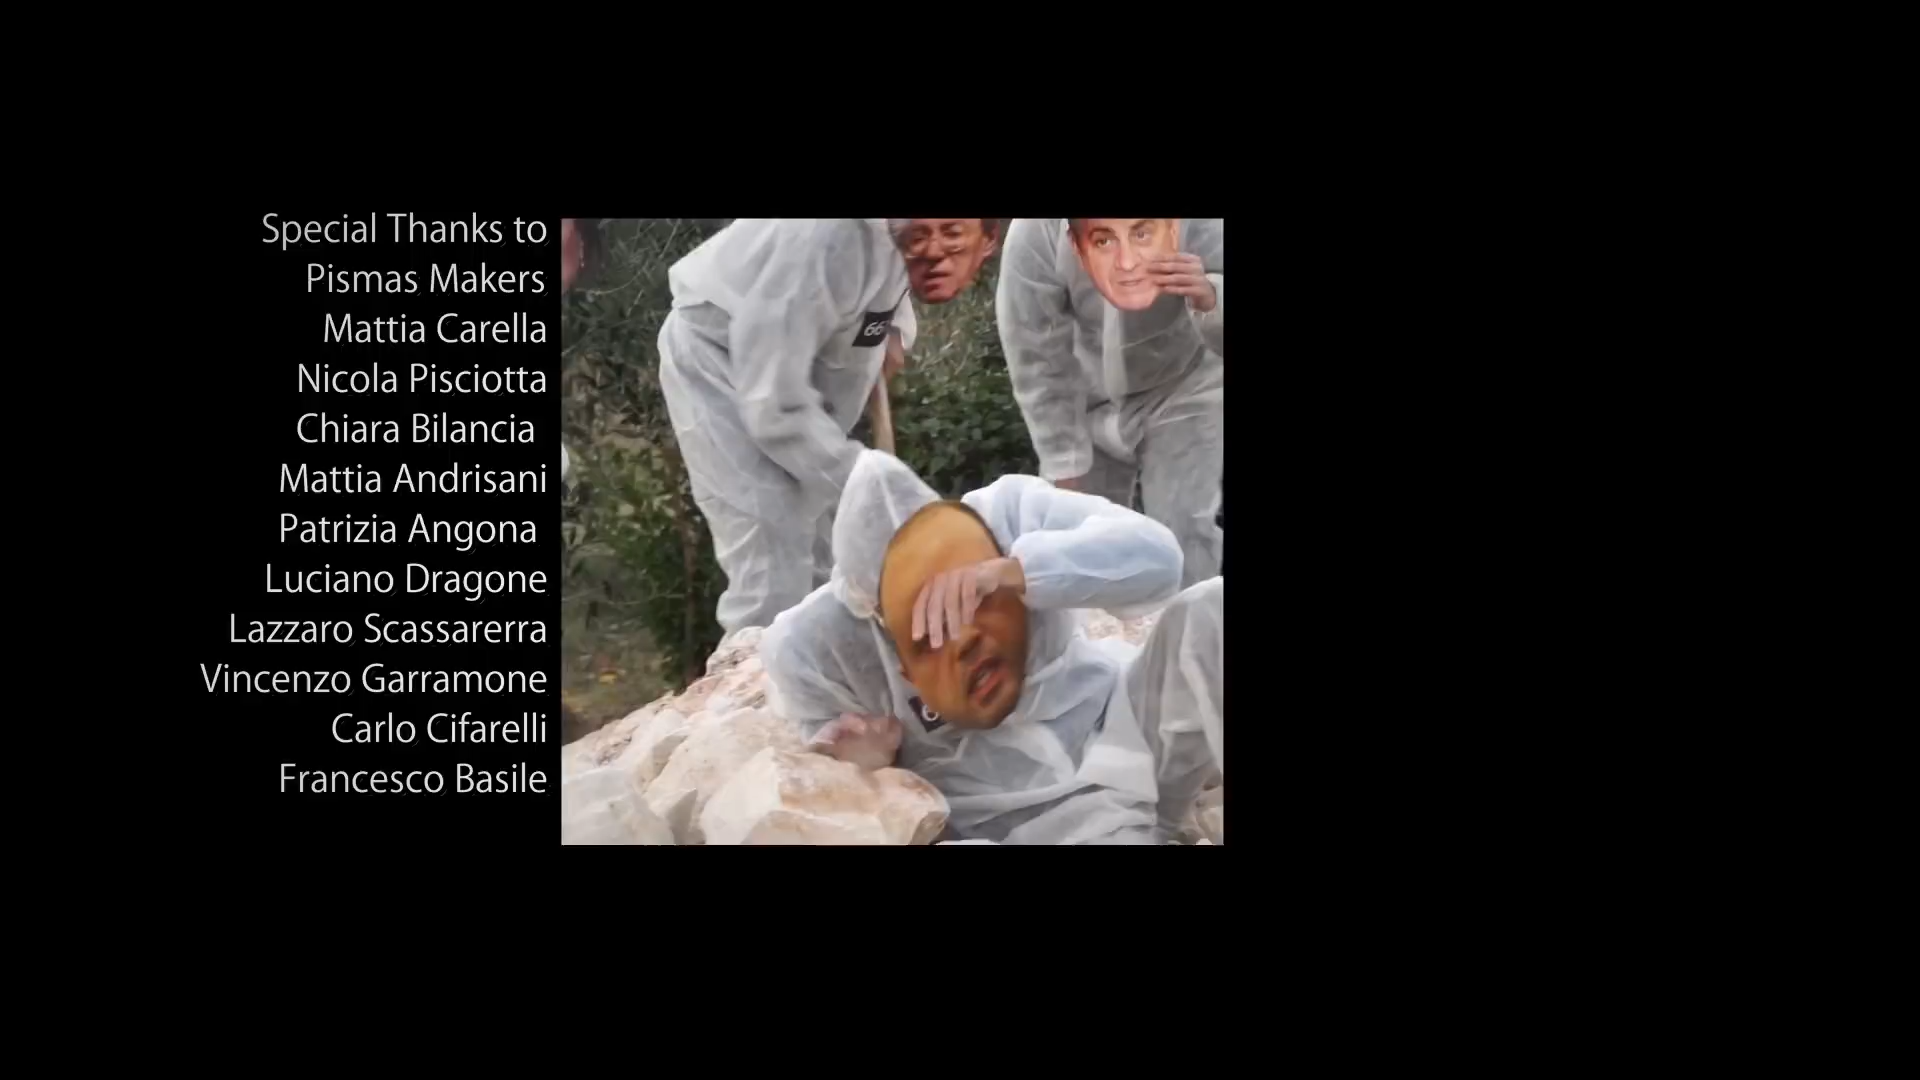 Special Thanks to
Pismas Makers
Mattia Carella
Nicola Pisciotta
Chiara Bilancia
Mattia Andrisani
Patrizia Angona
Luciano Dragone
Lazzaro Scassarerra
Vincenzo Garramone
Carlo Cifarelli
Francesco Basile